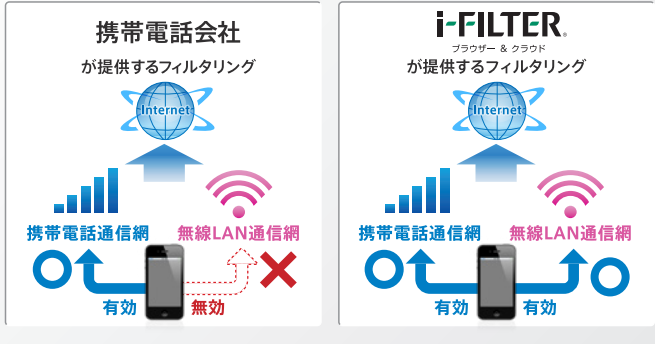 携帯電話会社
が提供するフィルタリング
Internet
携帯電話通信網
無線LAN通信網
有効
無効
i-FILTER®
ブラウザー & クラウド
が提供するフィルタリング
Internet
携帯電話通信網
無線LAN通信網
有効
有効